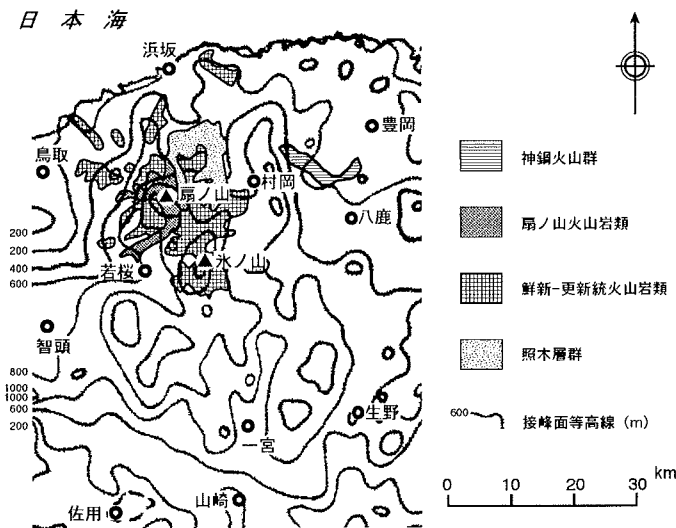 日本海
浜坂
豊岡
鳥取
村岡
扇ノ山
八鹿
氷ノ山
若桜
智頭
生野
一宮
山崎
佐用
200
200
400
600
800
1000
1000
600
200
神鍋火山群
扇ノ山火山岩類
鮮新-更新統火山岩類
照木層群
600 接峰面等高線 (m)
0 10 20 30 km